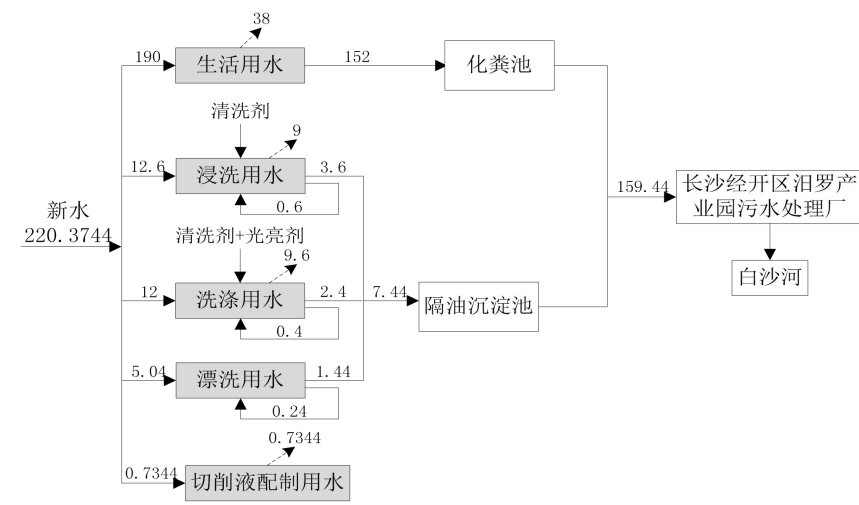 38
190
生活用水
152
化粪池
清洗剂
9
12.6
浸洗用水
3.6
0.6
159.44
长沙经开区汨罗产
业园污水处理厂
新水
220.3744
清洗剂+光亮剂
9.6
白沙河
12
洗涤用水
2.4
7.44
隔油沉淀池
0.4
5.04
漂洗用水
1.44
0.24
0.7344
0.7344
切削液配制用水